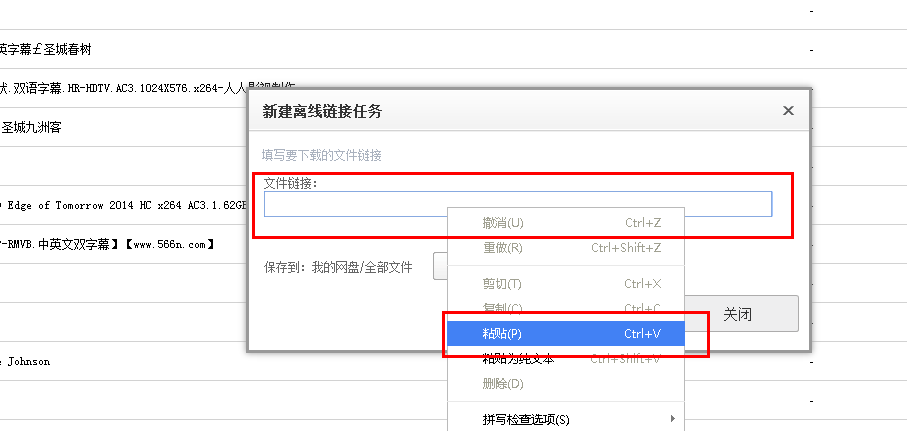 -
英字幕￡圣城春树
-
状.双语字幕.HR-HDTV.AC3.1024X576.x264-人人影视制作
新建离线链接任务
×
圣城九洲客
填写要下载的文件链接
文件链接：
Edge of Tomorrow 2014 HC x264 AC3.1.62GB
撤消(U) Ctrl+Z
-RMVB.中英文双字幕】【www.566n.com】
重做(R) Ctrl+Shift+Z
保存到：我的网盘/全部文件
剪切(T) Ctrl+X
复制(C) Ctrl+C
关闭
粘贴(P) Ctrl+V
粘贴为纯文本 Ctrl+Shift+V
Johnson
-
删除(D)
-
拼写检查选项(S)